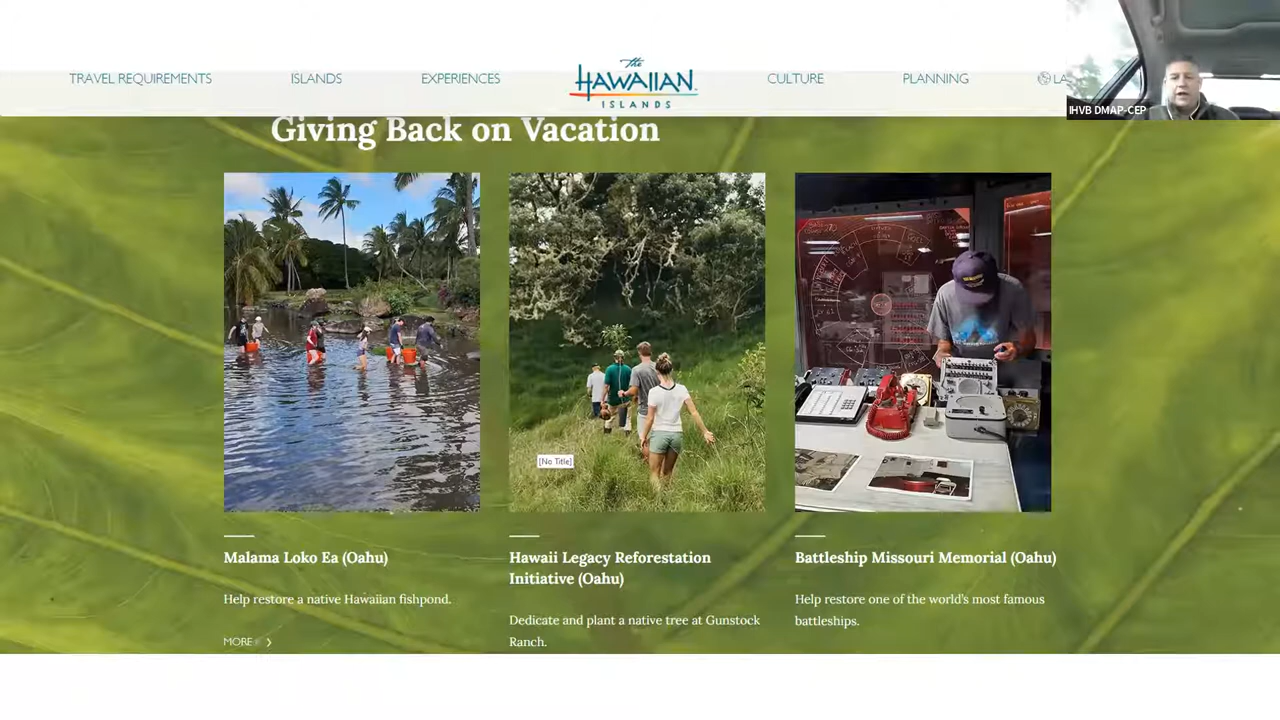 TRAVEL REQUIREMENTS
ISLANDS
EXPERIENCES
The
HAWAIIAN
ISLANDS
CULTURE
PLANNING
LA
IHVB DMAP-CEP
Giving Back on Vacation
[No Title]
Malama Loko Ea (Oahu)
Help restore a native Hawaiian fishpond.
MORE
Hawaii Legacy Reforestation
Initiative (Oahu)
Dedicate and plant a native tree at Gunstock
Ranch.
Battleship Missouri Memorial (Oahu)
Help restore one of the world's most famous
battleships.